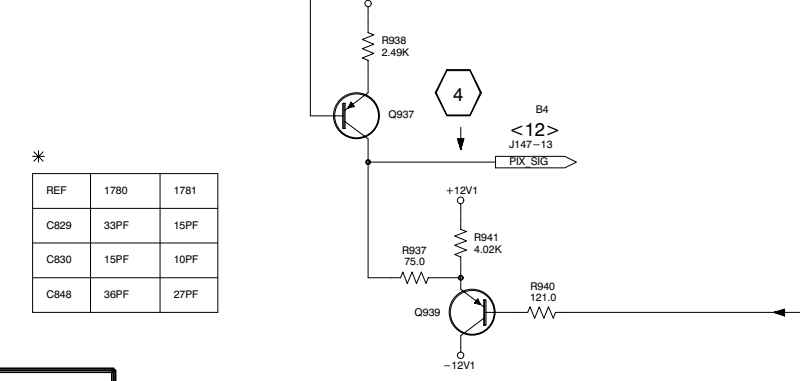 R938
2.49K
4
Q937
B4
<12>
J147-13
PIX_SIG
*
REF 1780 1781
C829 33PF 15PF
C830 15PF 10PF
C848 36PF 27PF
+12V1
R941
4.02K
R937
75.0
R940
121.0
Q939
-12V1